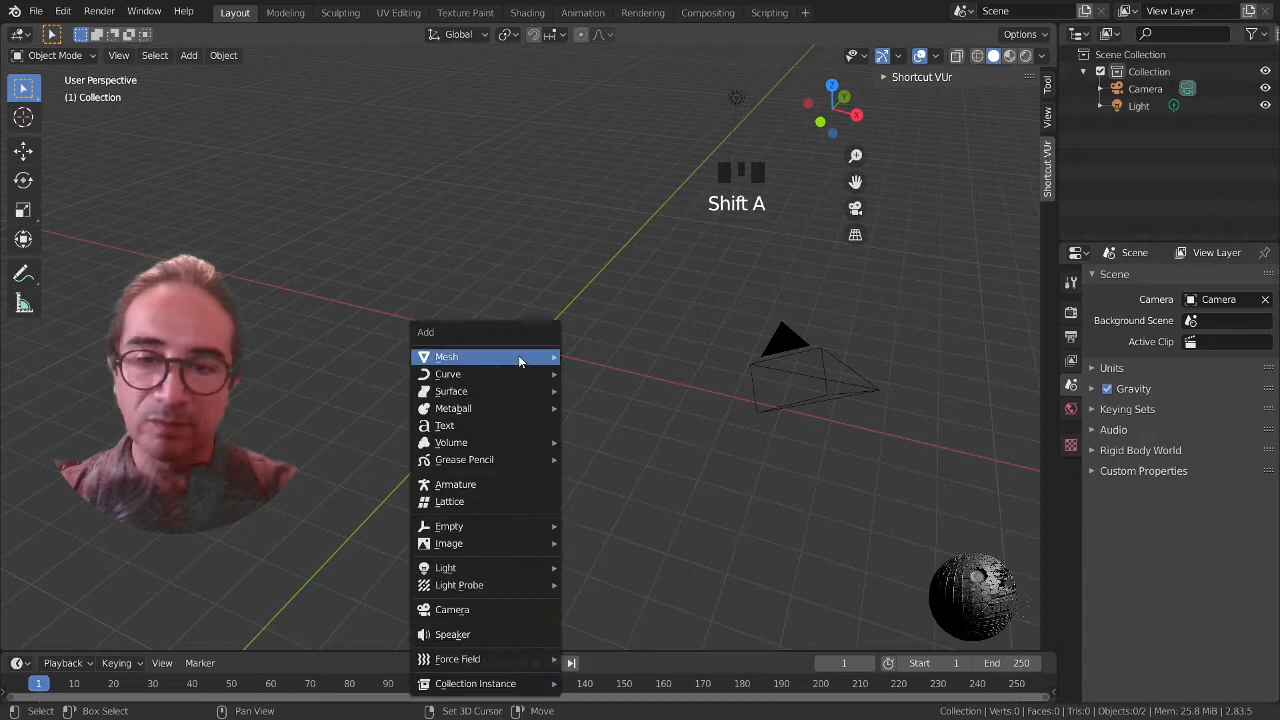 File Edit Render Window Help Layout Modeling Sculpting UV Editing Texture Paint Shading Animation Rendering Compositing Scripting + Scene View Layer
Global Options
Object Mode View Select Add Object
Scene Collection
Collection
Camera
Light
User Perspective
(1) Collection
Shortcut VUr
Tool
View
Shortcut VUr
Z
Y
X
Shift A
Scene View Layer
Scene
Camera Camera
Background Scene
Active Clip
Units
Gravity
Keying Sets
Audio
Rigid Body World
Custom Properties
Add
Mesh
Curve
Surface
Metaball
Text
Volume
Grease Pencil
Armature
Lattice
Empty
Image
Light
Light Probe
Camera
Speaker
Force Field
Collection Instance
Playback Keying View Marker 1 Start 1 End 250
1 10 20 30 40 50 60 70 80 90 140 150 160 170 180 190 200 210 220 230 240 250
Select Box Select Pan View Set 3D Cursor Move Collection | Verts:0 | Faces:0 | Tris:0 | Objects:0/2 | Mem: 25.8 MiB | 2.83.5